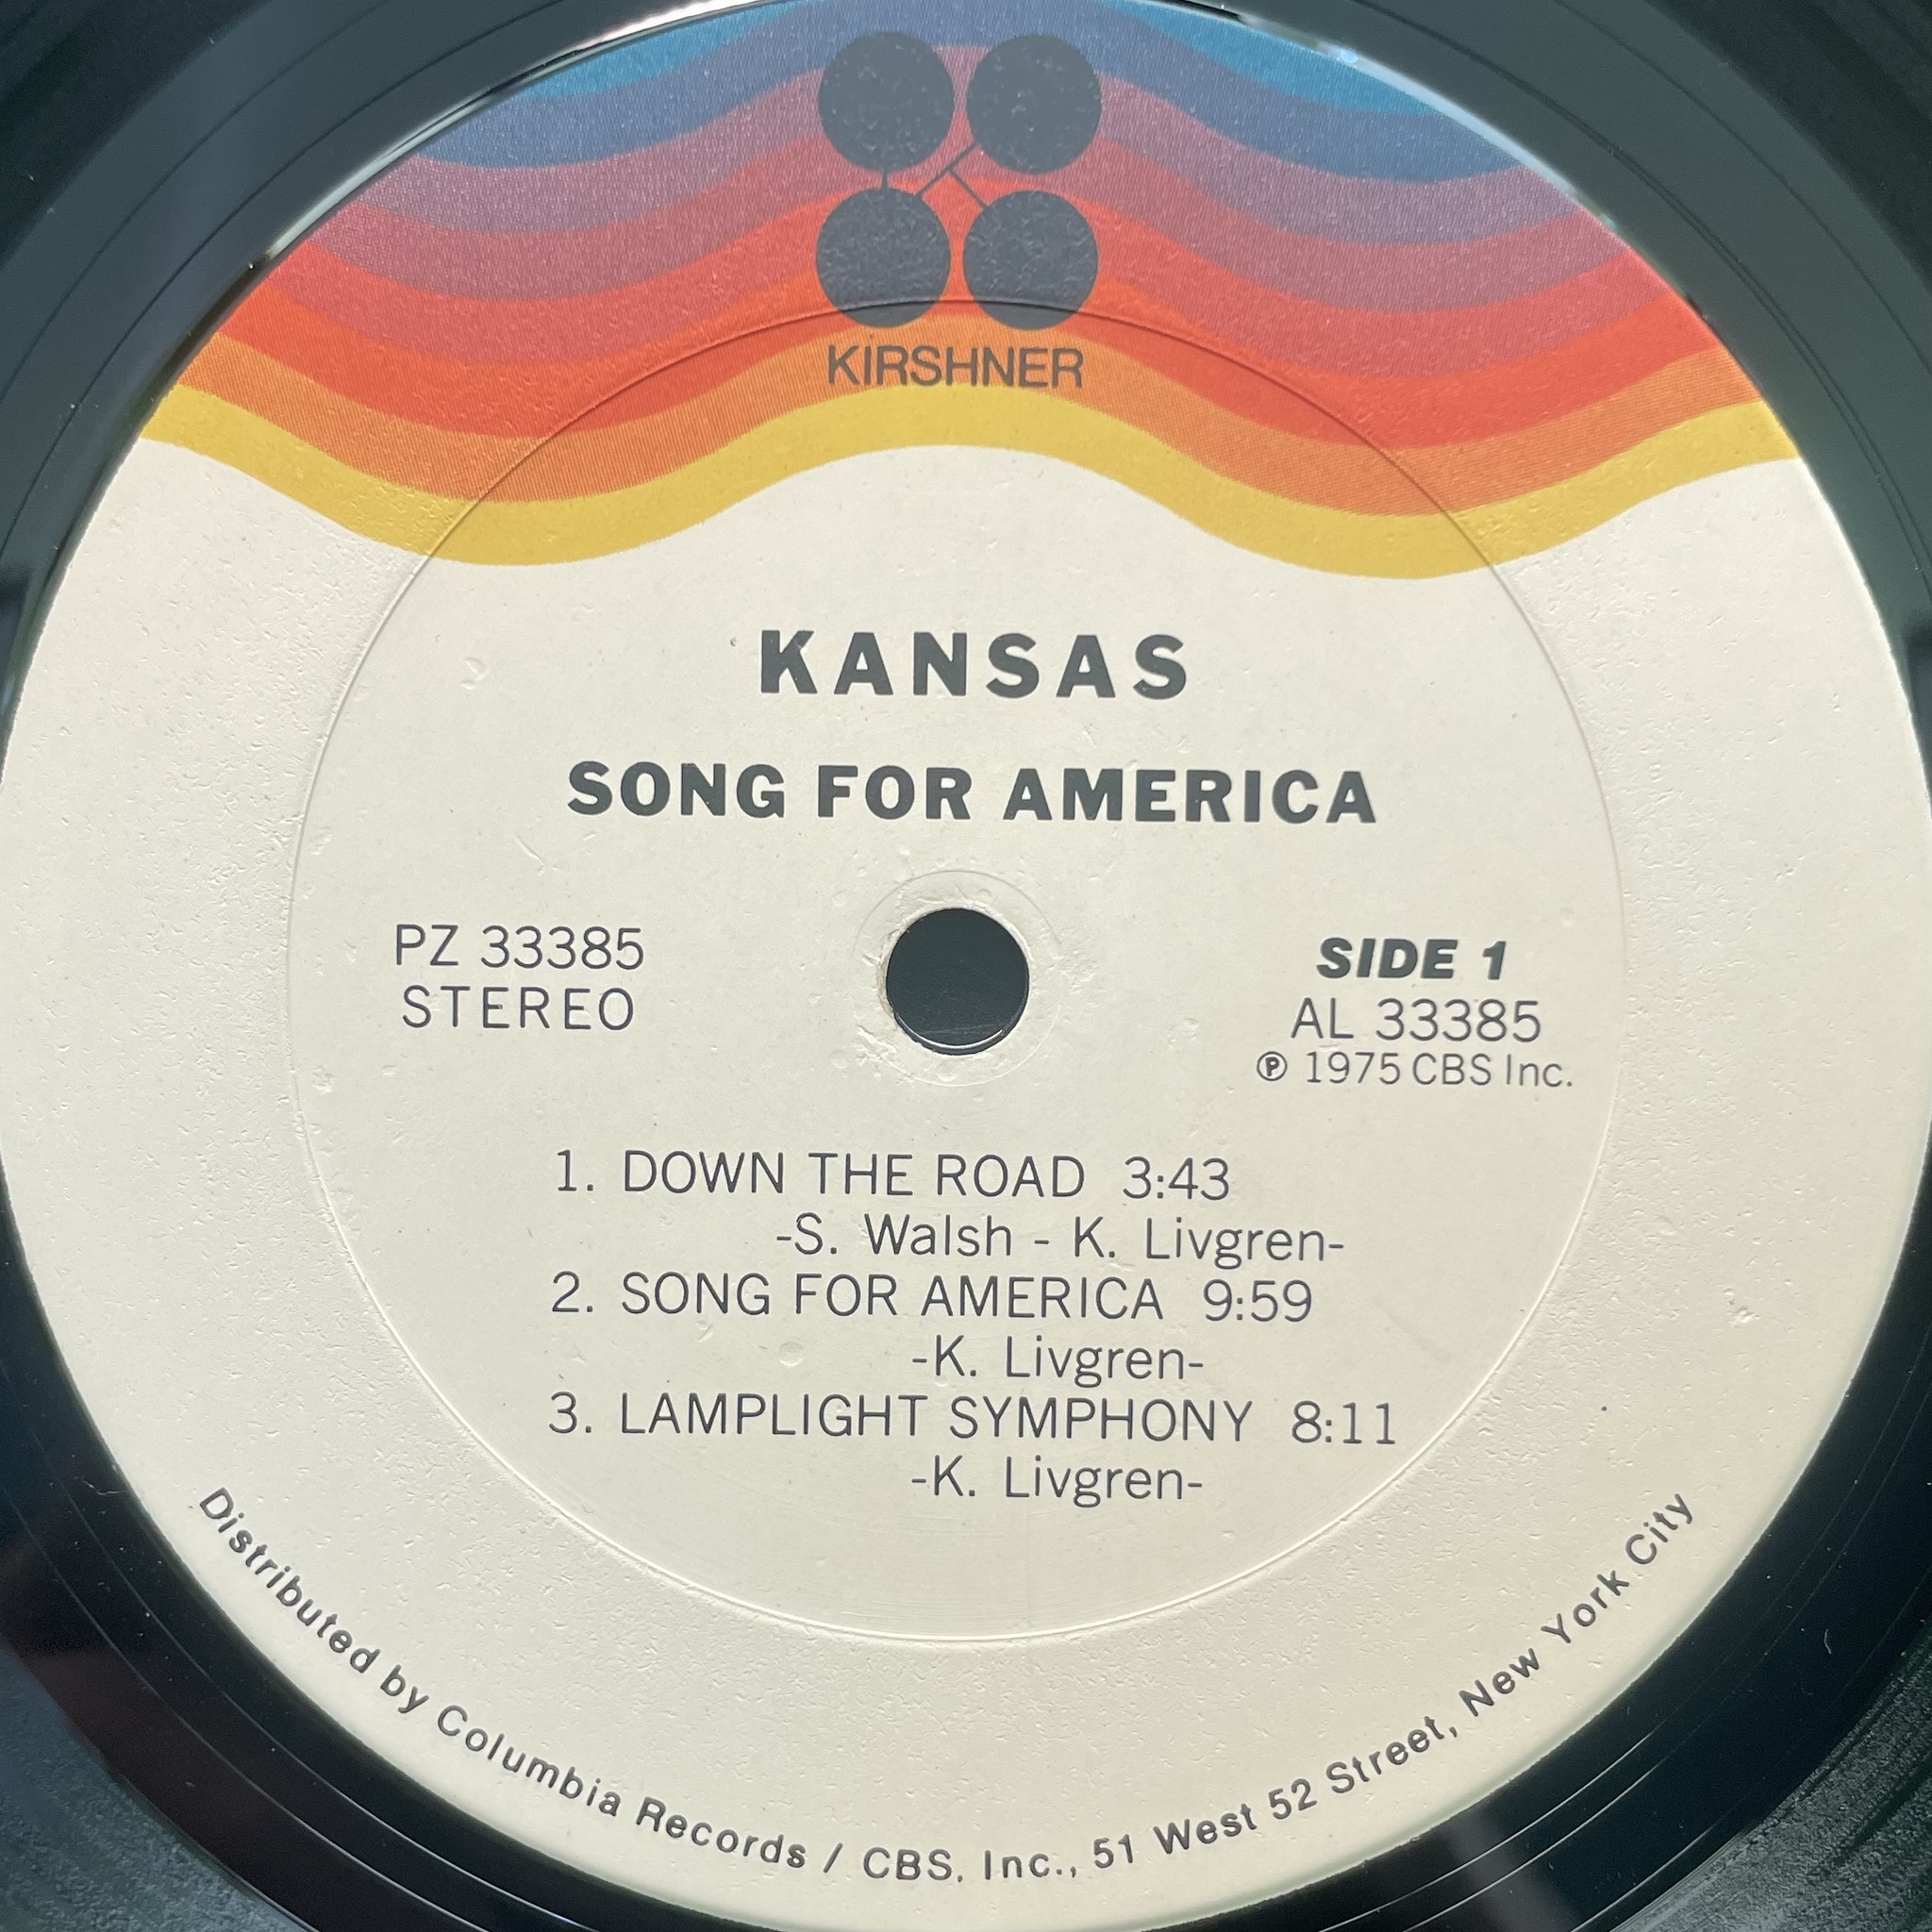 KIRSHNER
KANSAS
SONG FOR AMERICA
PZ 33385
STEREO
SIDE 1
AL 33385
℗ 1975 CBS Inc.
1. DOWN THE ROAD 3:43
-S. Walsh - K. Livgren-
2. SONG FOR AMERICA 9:59
-K. Livgren-
3. LAMPLIGHT SYMPHONY 8:11
-K. Livgren-
Distributed by Columbia Records / CBS, Inc., 51 West 52 Street, New York City